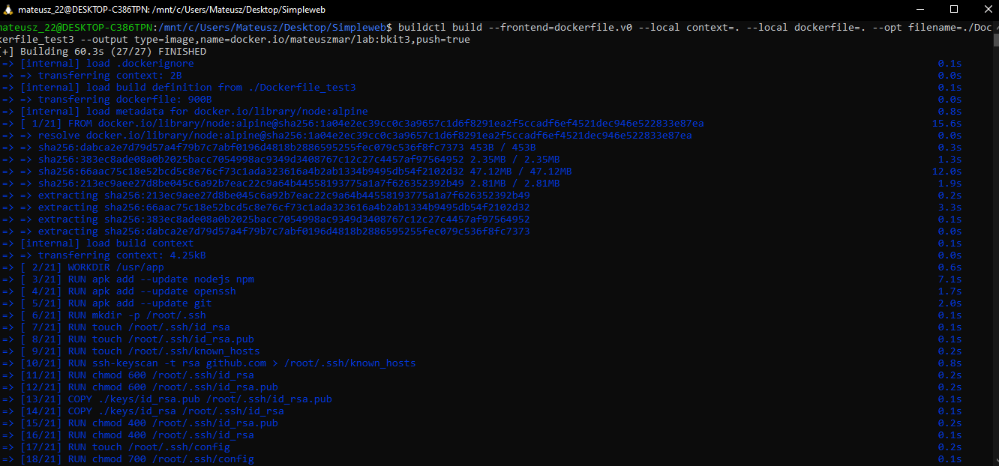 mateusz_22@DESKTOP-C386TPN: /mnt/c/Users/Mateusz/Desktop/Simpleweb
mateusz_22@DESKTOP-C386TPN:/mnt/c/Users/Mateusz/Desktop/Simpleweb$ buildctl build --frontend=dockerfile.v0 --local context=. --local dockerfile=. --opt filename=./Doc
kerfile_test3 --output type=image,name=docker.io/mateuszmar/lab:bkit3,push=true
[+] Building 60.3s (27/27) FINISHED
=> [internal] load .dockerignore 0.1s
=> => transferring context: 2B 0.0s
=> [internal] load build definition from ./Dockerfile_test3 0.1s
=> => transferring dockerfile: 900B 0.0s
=> [internal] load metadata for docker.io/library/node:alpine 0.8s
=> [ 1/21] FROM docker.io/library/node:alpine@sha256:1a04e2ec39cc0c3a9657c1d6f8291ea2f5ccadf6ef4521dec946e522833e87ea 15.6s
=> => resolve docker.io/library/node:alpine@sha256:1a04e2ec39cc0c3a9657c1d6f8291ea2f5ccadf6ef4521dec946e522833e87ea 0.0s
=> => sha256:dabca2e7d79d57a4f79b7c7abf0196d4818b2886595255fec079c536f8fc7373 453B / 453B 0.3s
=> => sha256:383ec8ade08a0b2025bacc7054998ac9349d3408767c12c27c4457af97564952 2.35MB / 2.35MB 1.3s
=> => sha256:66aac75c18e52bcd5c8e76cf73c1ada323616a4b2ab1334b9495db54f2102d32 47.12MB / 47.12MB 12.0s
=> => sha256:213ec9aee27d8be045c6a92b7eac22c9a64b44558193775a1a7f626352392b49 2.81MB / 2.81MB 1.9s
=> => extracting sha256:213ec9aee27d8be045c6a92b7eac22c9a64b44558193775a1a7f626352392b49 0.2s
=> => extracting sha256:66aac75c18e52bcd5c8e76cf73c1ada323616a4b2ab1334b9495db54f2102d32 3.3s
=> => extracting sha256:383ec8ade08a0b2025bacc7054998ac9349d3408767c12c27c4457af97564952 0.1s
=> => extracting sha256:dabca2e7d79d57a4f79b7c7abf0196d4818b2886595255fec079c536f8fc7373 0.0s
=> [internal] load build context 0.1s
=> => transferring context: 4.25kB 0.0s
=> [ 2/21] WORKDIR /usr/app 0.6s
=> [ 3/21] RUN apk add --update nodejs npm 7.1s
=> [ 4/21] RUN apk add --update openssh 1.7s
=> [ 5/21] RUN apk add --update git 2.0s
=> [ 6/21] RUN mkdir -p /root/.ssh 0.1s
=> [ 7/21] RUN touch /root/.ssh/id_rsa 0.1s
=> [ 8/21] RUN touch /root/.ssh/id_rsa.pub 0.1s
=> [ 9/21] RUN touch /root/.ssh/known_hosts 0.2s
=> [10/21] RUN ssh-keyscan -t rsa github.com > /root/.ssh/known_hosts 0.8s
=> [11/21] RUN chmod 600 /root/.ssh/id_rsa 0.2s
=> [12/21] RUN chmod 600 /root/.ssh/id_rsa.pub 0.2s
=> [13/21] COPY ./keys/id_rsa.pub /root/.ssh/id_rsa.pub 0.1s
=> [14/21] COPY ./keys/id_rsa /root/.ssh/id_rsa 0.1s
=> [15/21] RUN chmod 400 /root/.ssh/id_rsa.pub 0.2s
=> [16/21] RUN chmod 400 /root/.ssh/id_rsa 0.1s
=> [17/21] RUN touch /root/.ssh/config 0.2s
=> [18/21] RUN chmod 700 /root/.ssh/config 0.1s